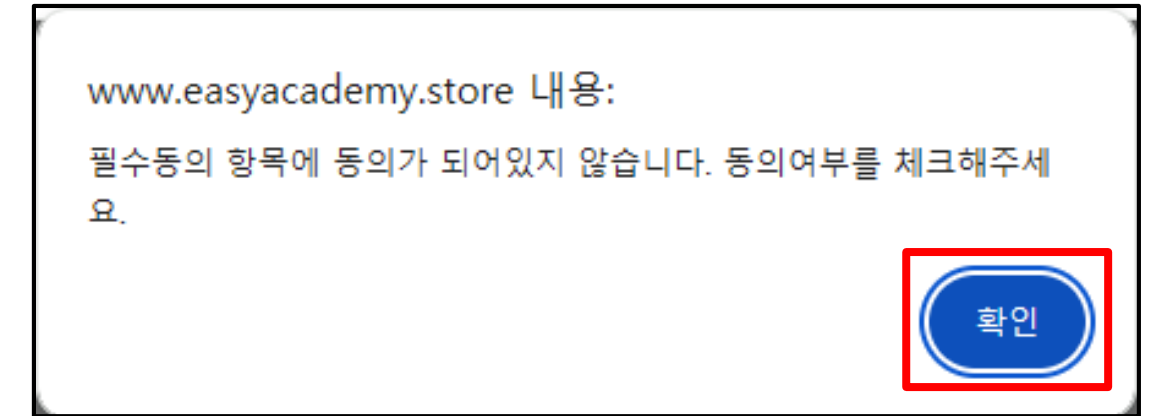 www.easyacademy.store 내용:
필수동의 항목에 동의가 되어있지 않습니다. 동의여부를 체크해주세
요.
확인